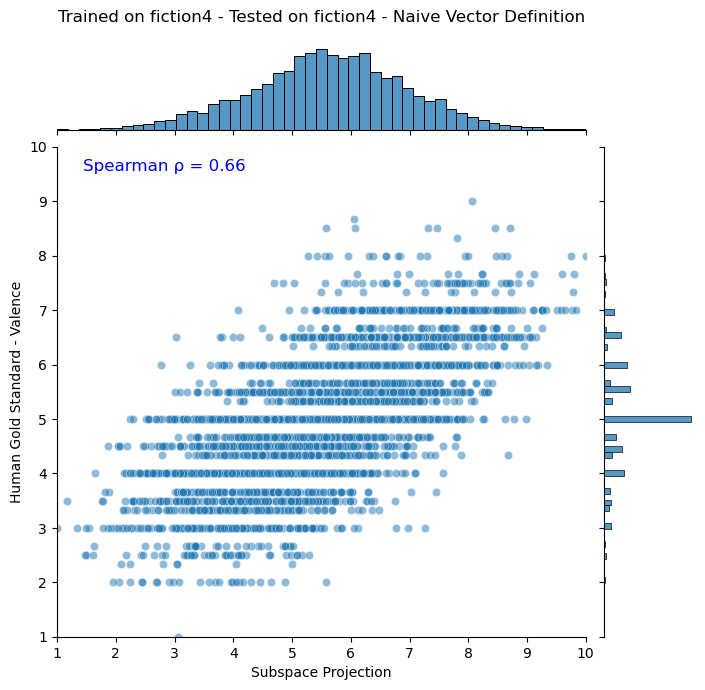 Trained on fiction4 - Tested on fiction4 - Naive Vector Definition
10
Spearman ρ = 0.66
9
8
7
6
5
4
3
2
1
Human Gold Standard - Valence
1 2 3 4 5 6 7 8 9 10
Subspace Projection